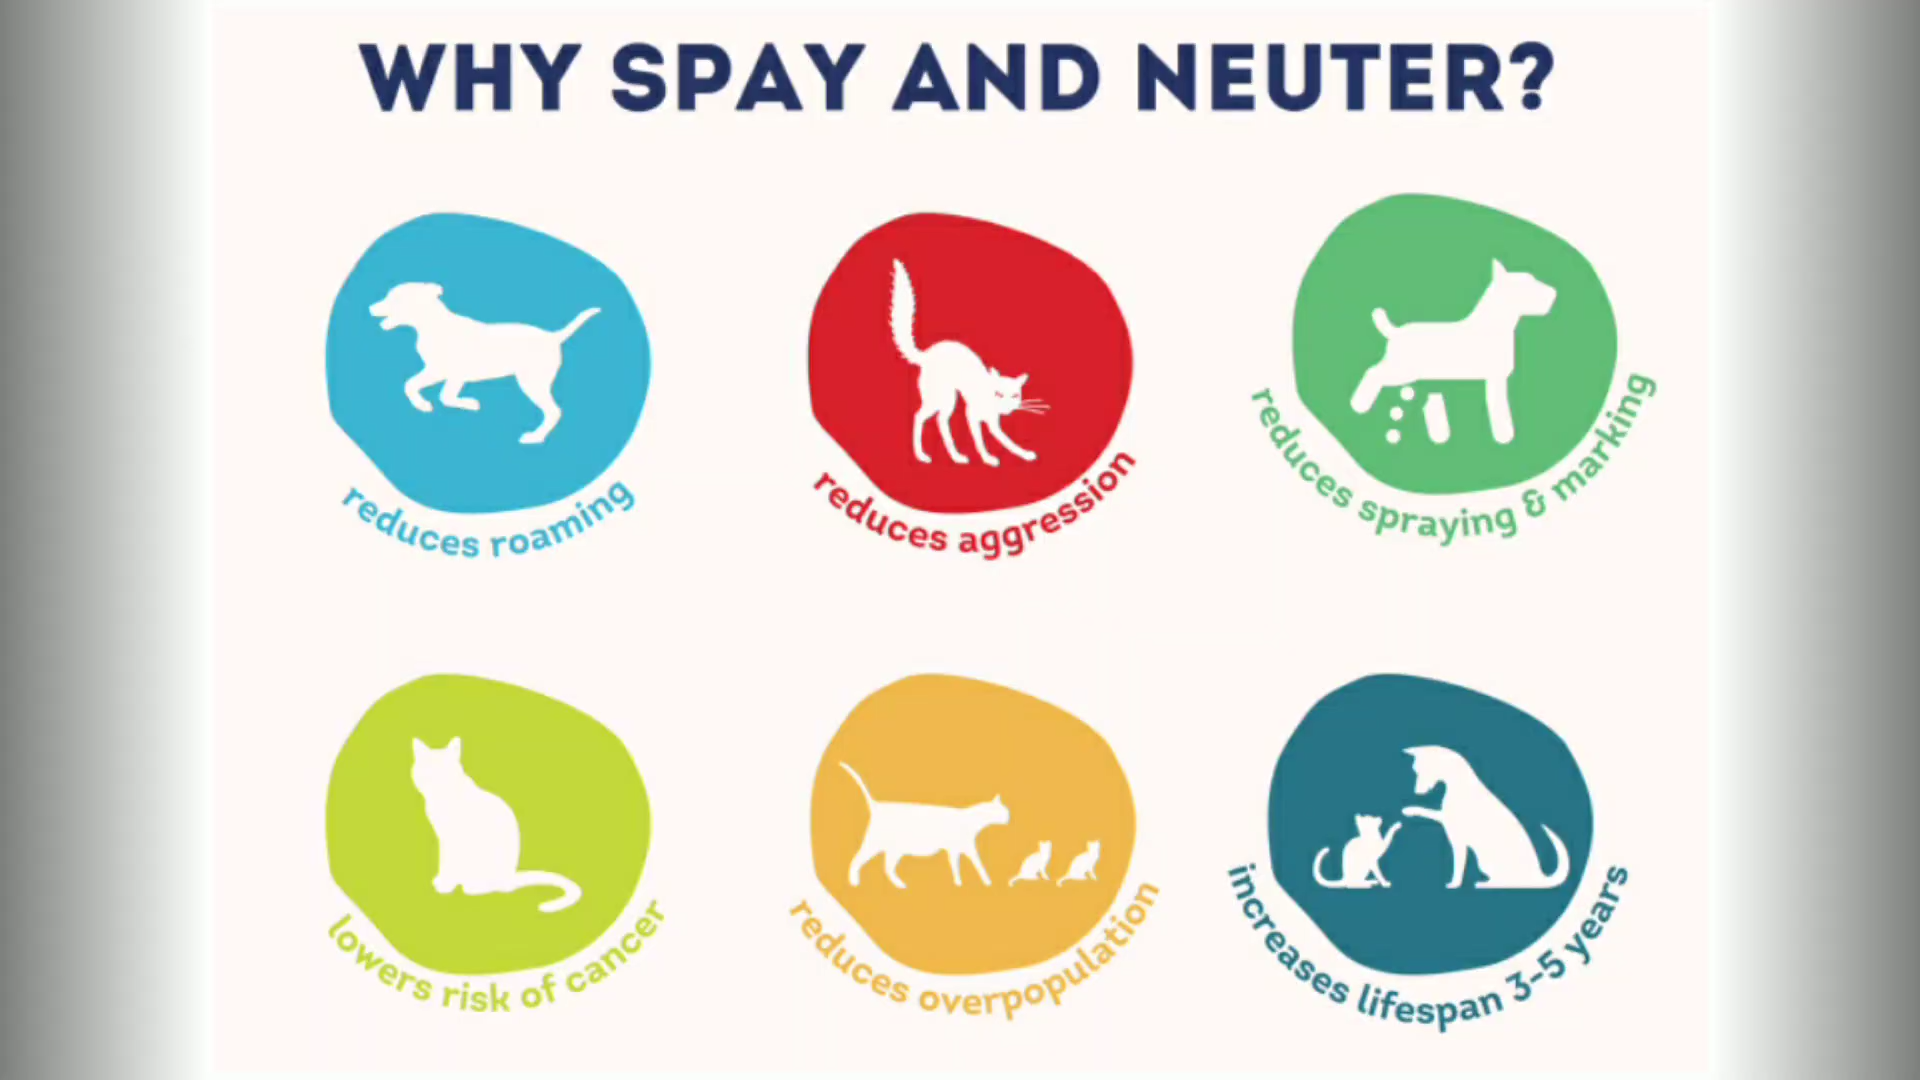 WHY SPAY AND NEUTER?
reduces roaming
reduces aggression
reduces spraying & marking
lowers risk of cancer
reduces overpopulation
increases lifespan 3-5 years